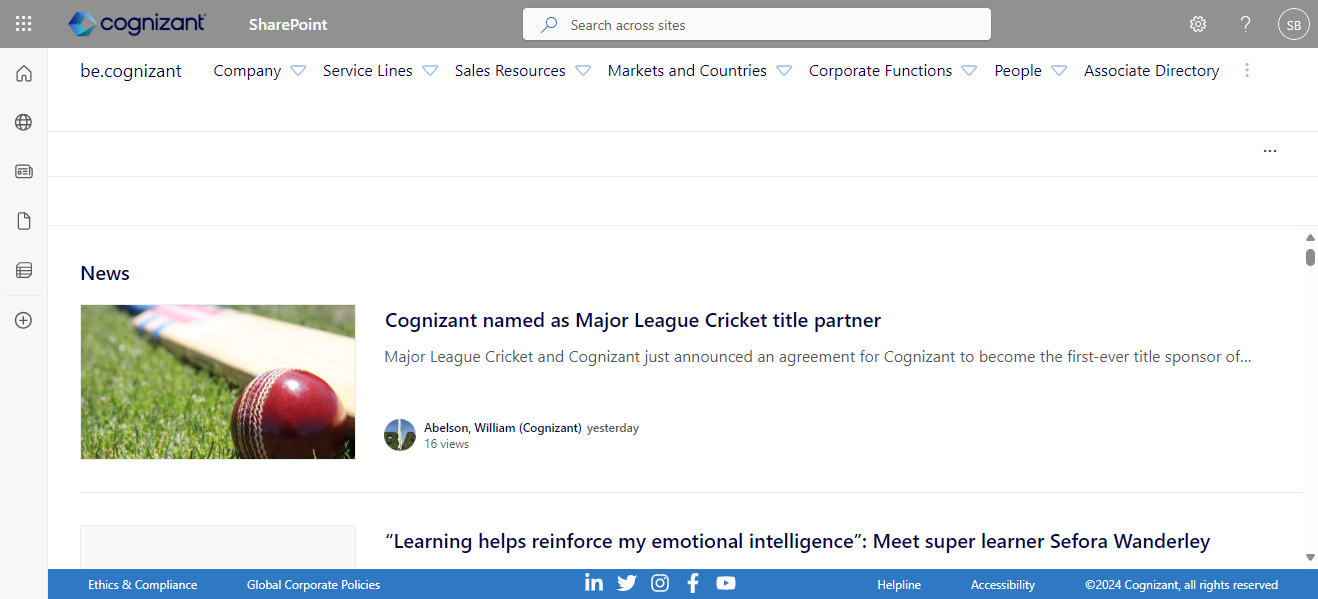 cognizant
SharePoint
Search across sites
?
SB
be.cognizant
Company
Service Lines
Sales Resources
Markets and Countries
Corporate Functions
People
Associate Directory
News
Cognizant named as Major League Cricket title partner
Major League Cricket and Cognizant just announced an agreement for Cognizant to become the first-ever title sponsor of...
Abelson, William (Cognizant) yesterday
16 views
“Learning helps reinforce my emotional intelligence”: Meet super learner Sefora Wanderley
Ethics & Compliance
Global Corporate Policies
in
f
Helpline
Accessibility
©2024 Cognizant, all rights reserved